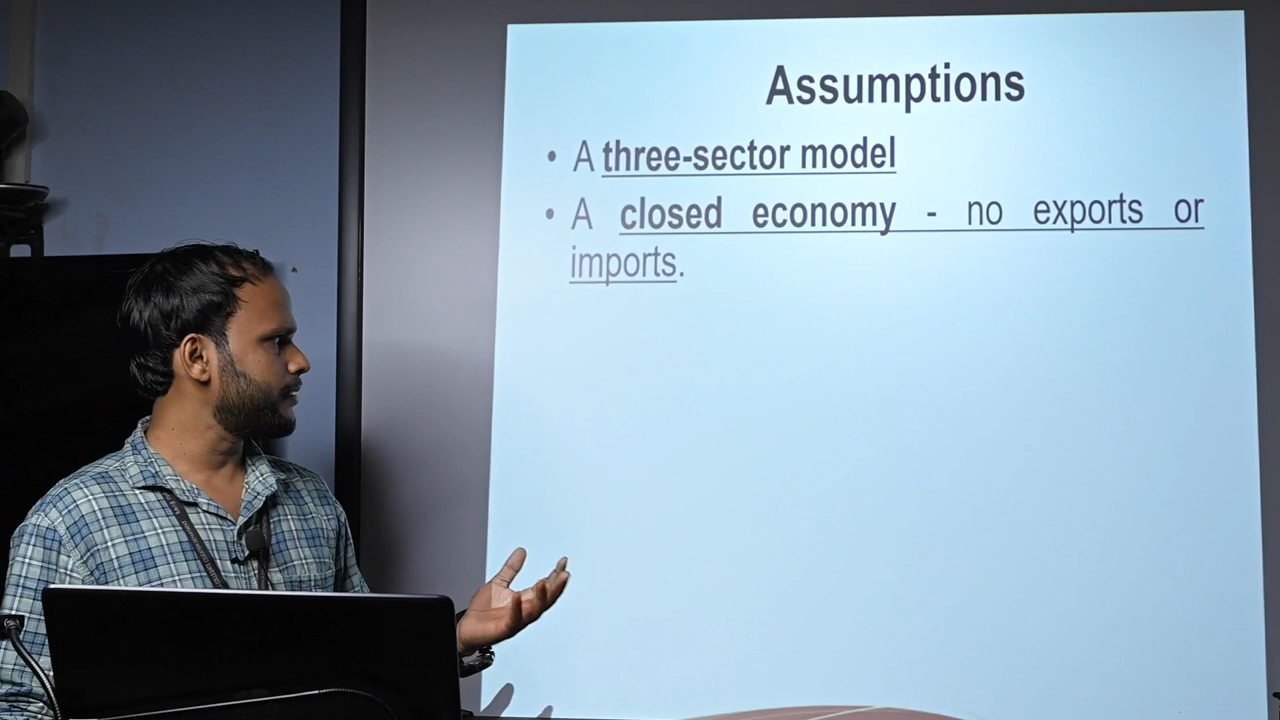 Assumptions
• A three-sector model
• A closed economy - no exports or
imports.